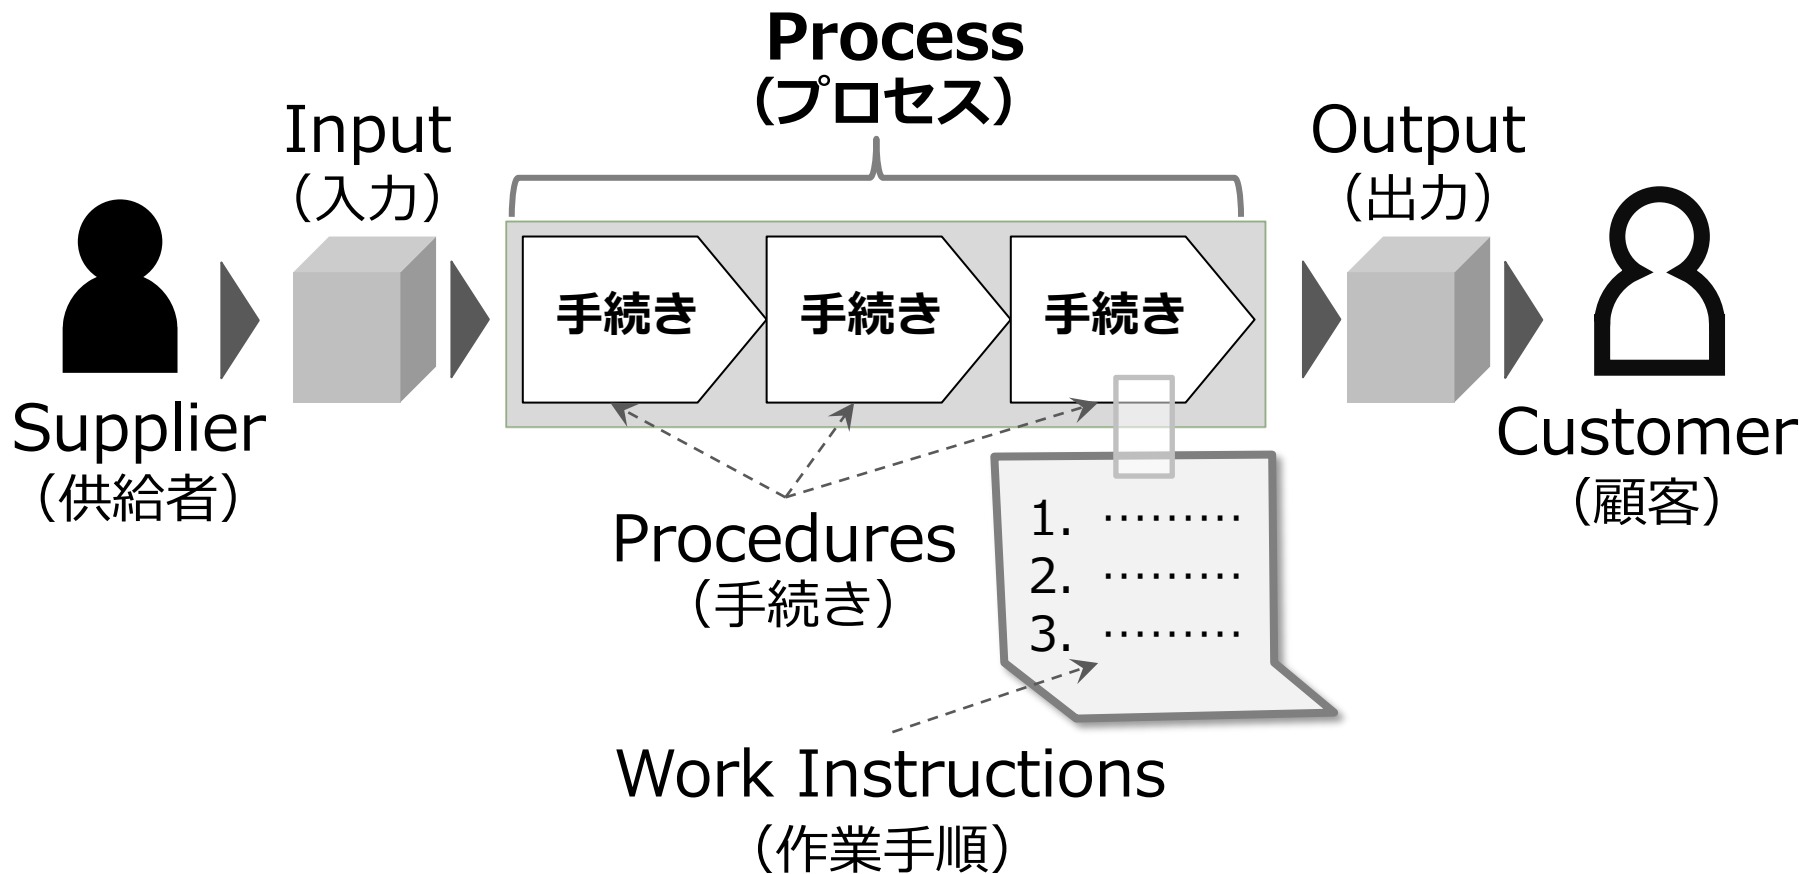 Process
（プロセス）
Input
（入力）
Output
（出力）
手続き
手続き
手続き
Supplier
（供給者）
Customer
（顧客）
Procedures
（手続き）
1. ………
2. ………
3. ………
Work Instructions
（作業手順）